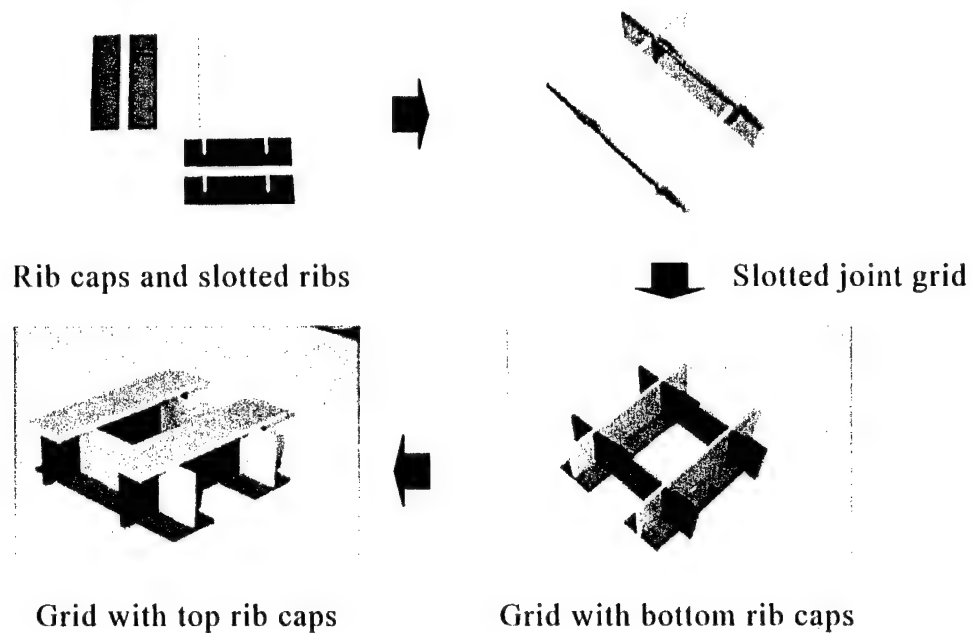 Rib caps and slotted ribs
Slotted joint grid
Grid with top rib caps
Grid with bottom rib caps